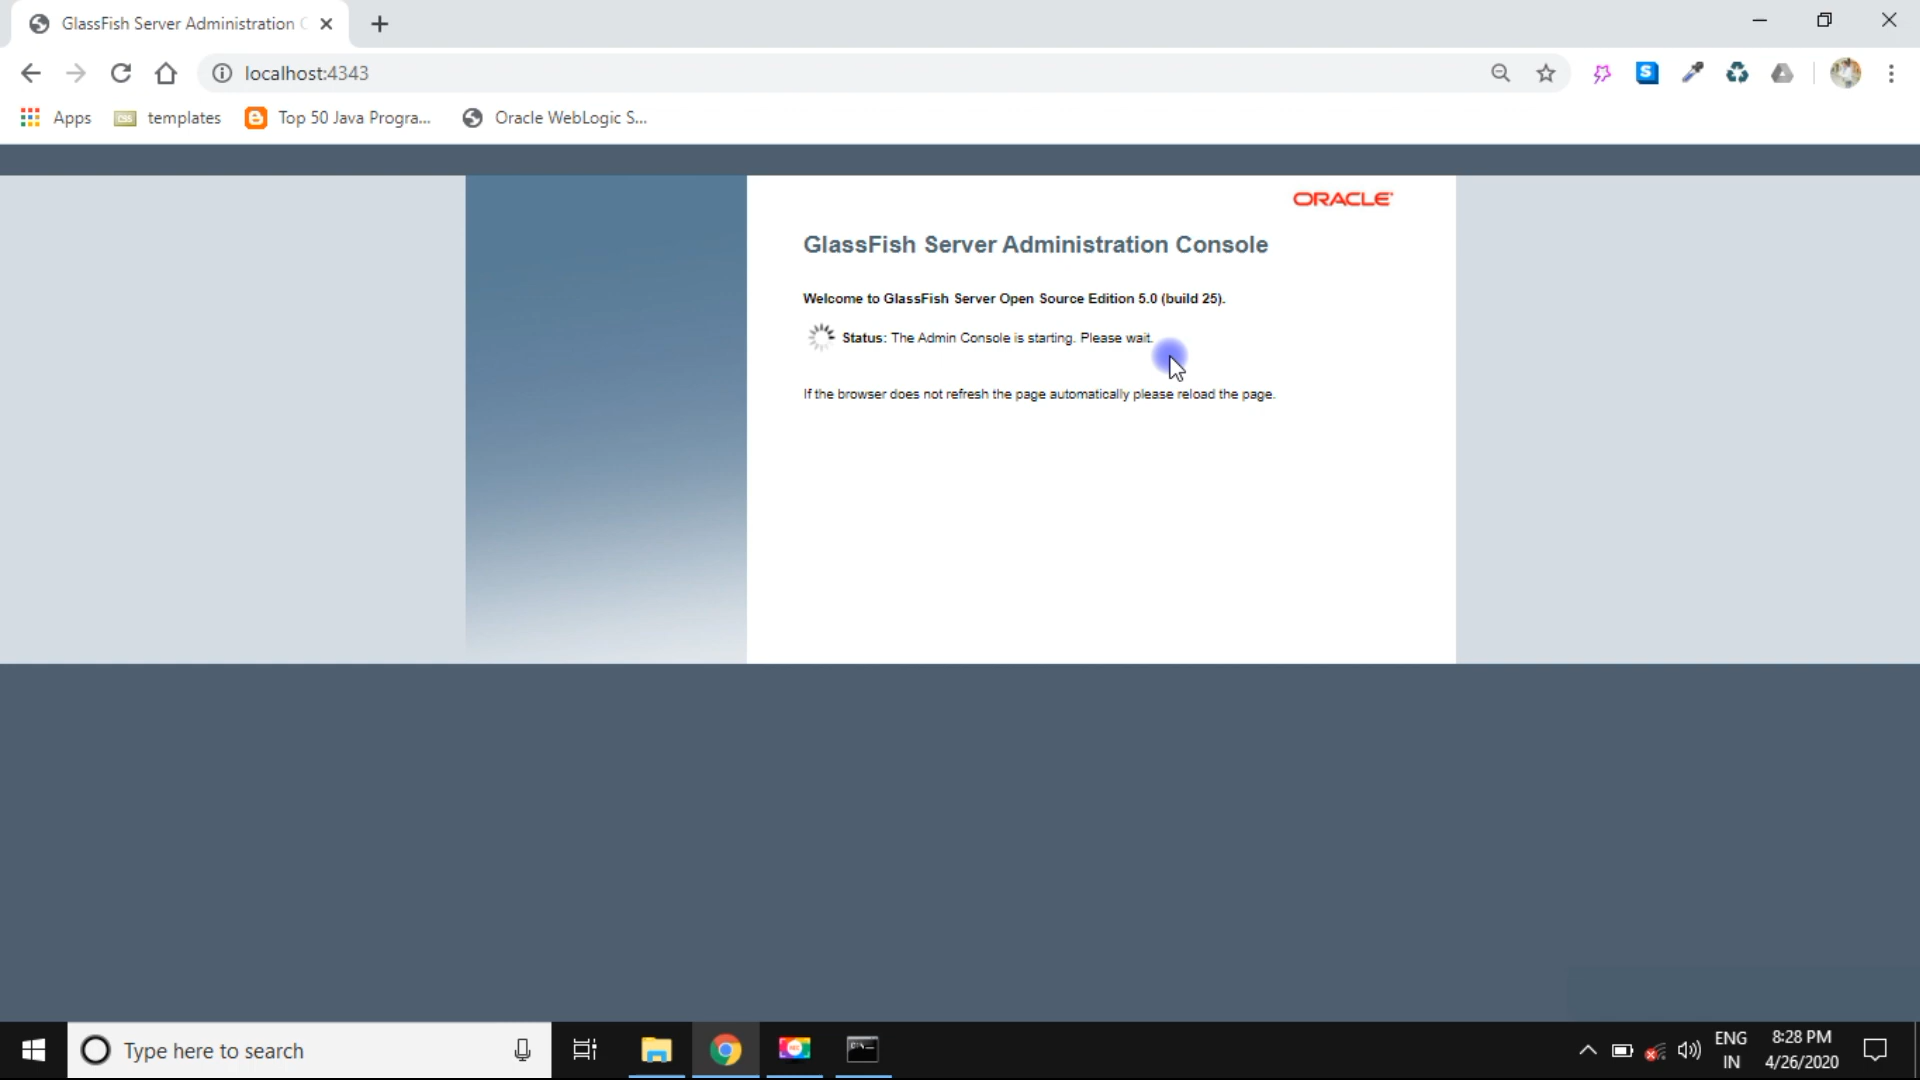 GlassFish Server Administration C
localhost:4343
Apps
templates
Top 50 Java Progra...
Oracle WebLogic S...
ORACLE
GlassFish Server Administration Console
Welcome to GlassFish Server Open Source Edition 5.0 (build 25).
Status: The Admin Console is starting. Please wait.
If the browser does not refresh the page automatically please reload the page.
Type here to search
ENG
IN
8:28 PM
4/26/2020